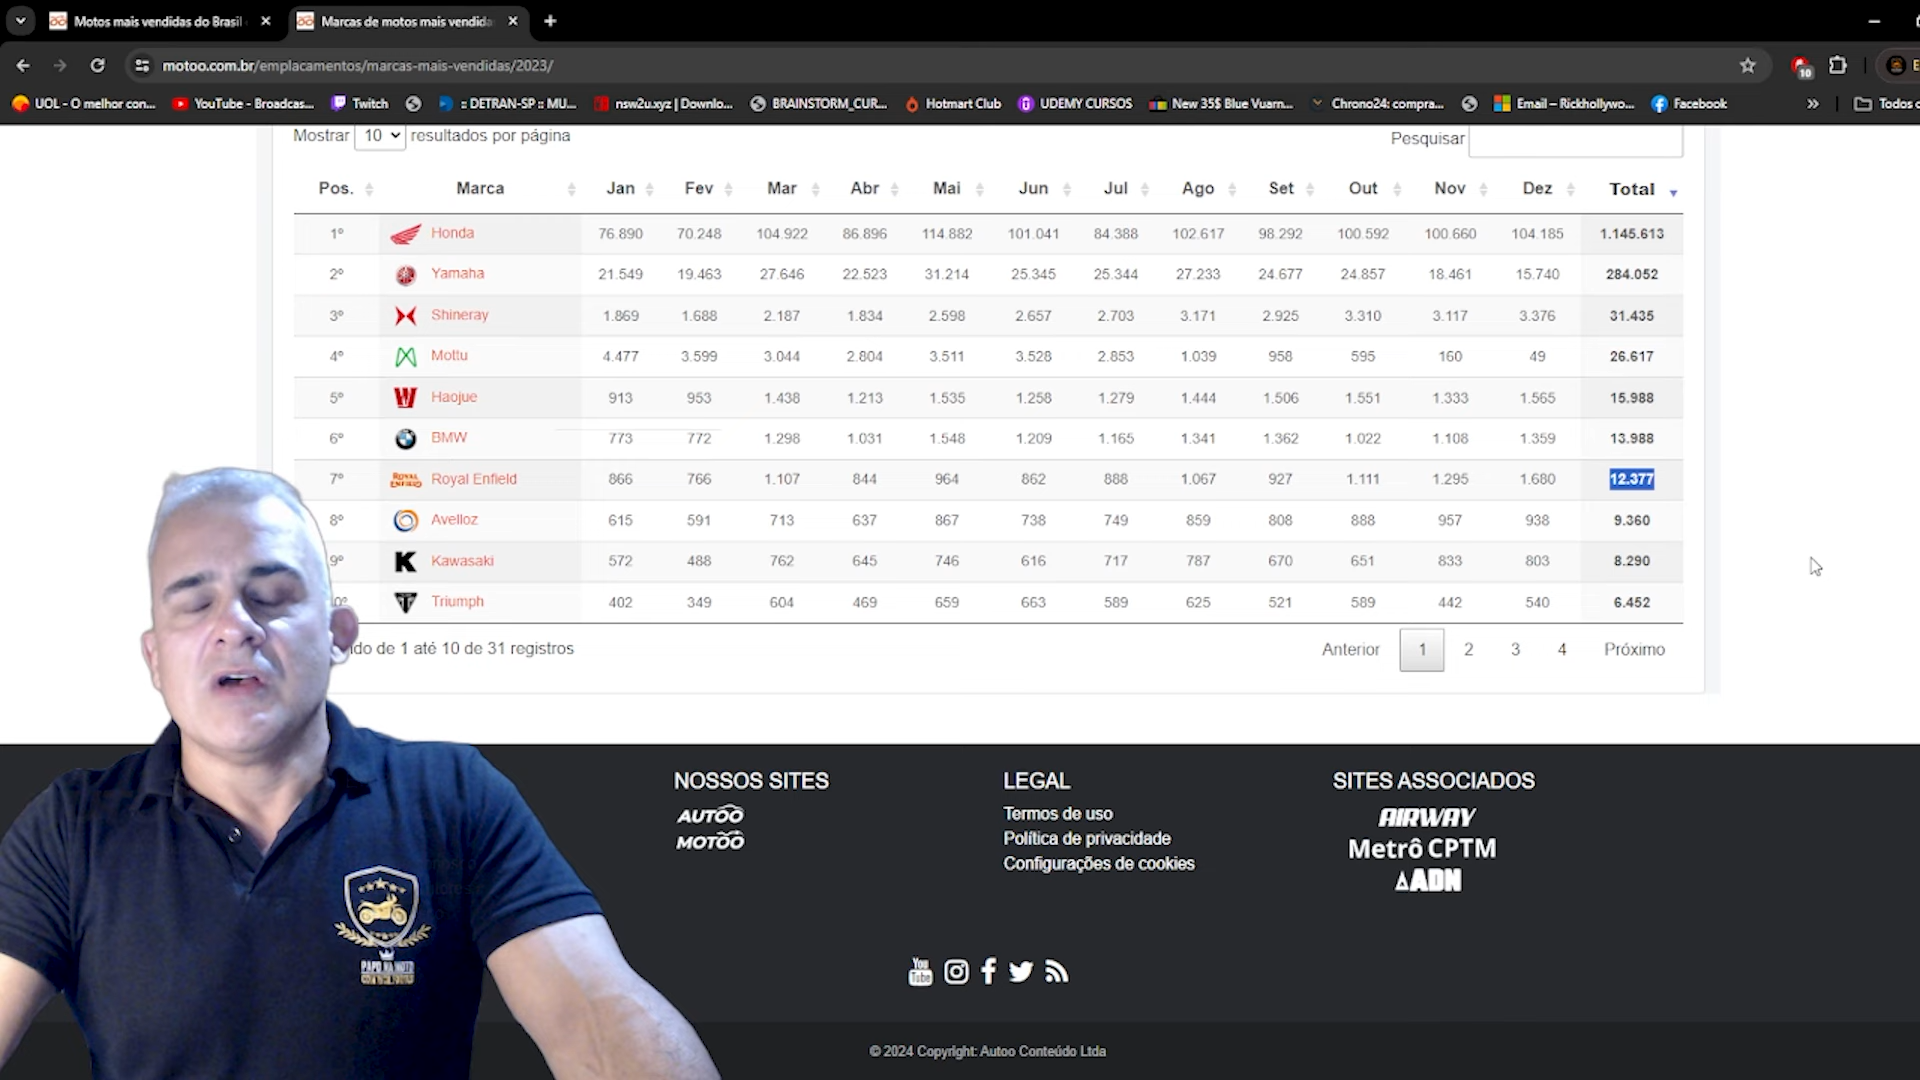 Motos mais vendidas do Brasil
Marcas de motos mais vendida
motoo.com.br/emplacamentos/marcas-mais-vendidas/2023/
10
UOL - O melhor con...
YouTube - Broadcas...
Twitch
:: DETRAN-SP :: MU...
nsw2u.xyz | Downlo...
BRAINSTORM_CUR...
Hotmart Club
UDEMY CURSOS
New 35$ Blue Vuarn...
Chrono24: compra...
Email – Rickhollywo...
Facebook
»
Todos
Mostrar 10 resultados por página
Pesquisar
Pos. Marca Jan Fev Mar Abr Mai Jun Jul Ago Set Out Nov Dez Total
1º Honda 76.890 70.248 104.922 86.896 114.882 101.041 84.388 102.617 98.292 100.592 100.660 104.185 1.145.613
2º Yamaha 21.549 19.463 27.646 22.523 31.214 25.345 25.344 27.233 24.677 24.857 18.461 15.740 284.052
3º Shineray 1.869 1.688 2.187 1.834 2.598 2.657 2.703 3.171 2.925 3.310 3.117 3.376 31.435
4º Mottu 4.477 3.599 3.044 2.804 3.511 3.528 2.853 1.039 958 595 160 49 26.617
5º Haojue 913 953 1.438 1.213 1.535 1.258 1.279 1.444 1.506 1.551 1.333 1.565 15.988
6º BMW 773 772 1.298 1.031 1.548 1.209 1.165 1.341 1.362 1.022 1.108 1.359 13.988
7º ROYAL ENFIELD Royal Enfield 866 766 1.107 844 964 862 888 1.067 927 1.111 1.295 1.680 12.377
8º Avelloz 615 591 713 637 867 738 749 859 808 888 957 938 9.360
9º K Kawasaki 572 488 762 645 746 616 717 787 670 651 833 803 8.290
0º Triumph 402 349 604 469 659 663 589 625 521 589 442 540 6.452
ndo de 1 até 10 de 31 registros
Anterior 1 2 3 4 Próximo
NOSSOS SITES
AUTOO
MOTOO
LEGAL
Termos de uso
Política de privacidade
Configurações de cookies
SITES ASSOCIADOS
AIRWAY
Metrô CPTM
ADN
You Tube
© 2024 Copyright: Autoo Conteúdo Ltda